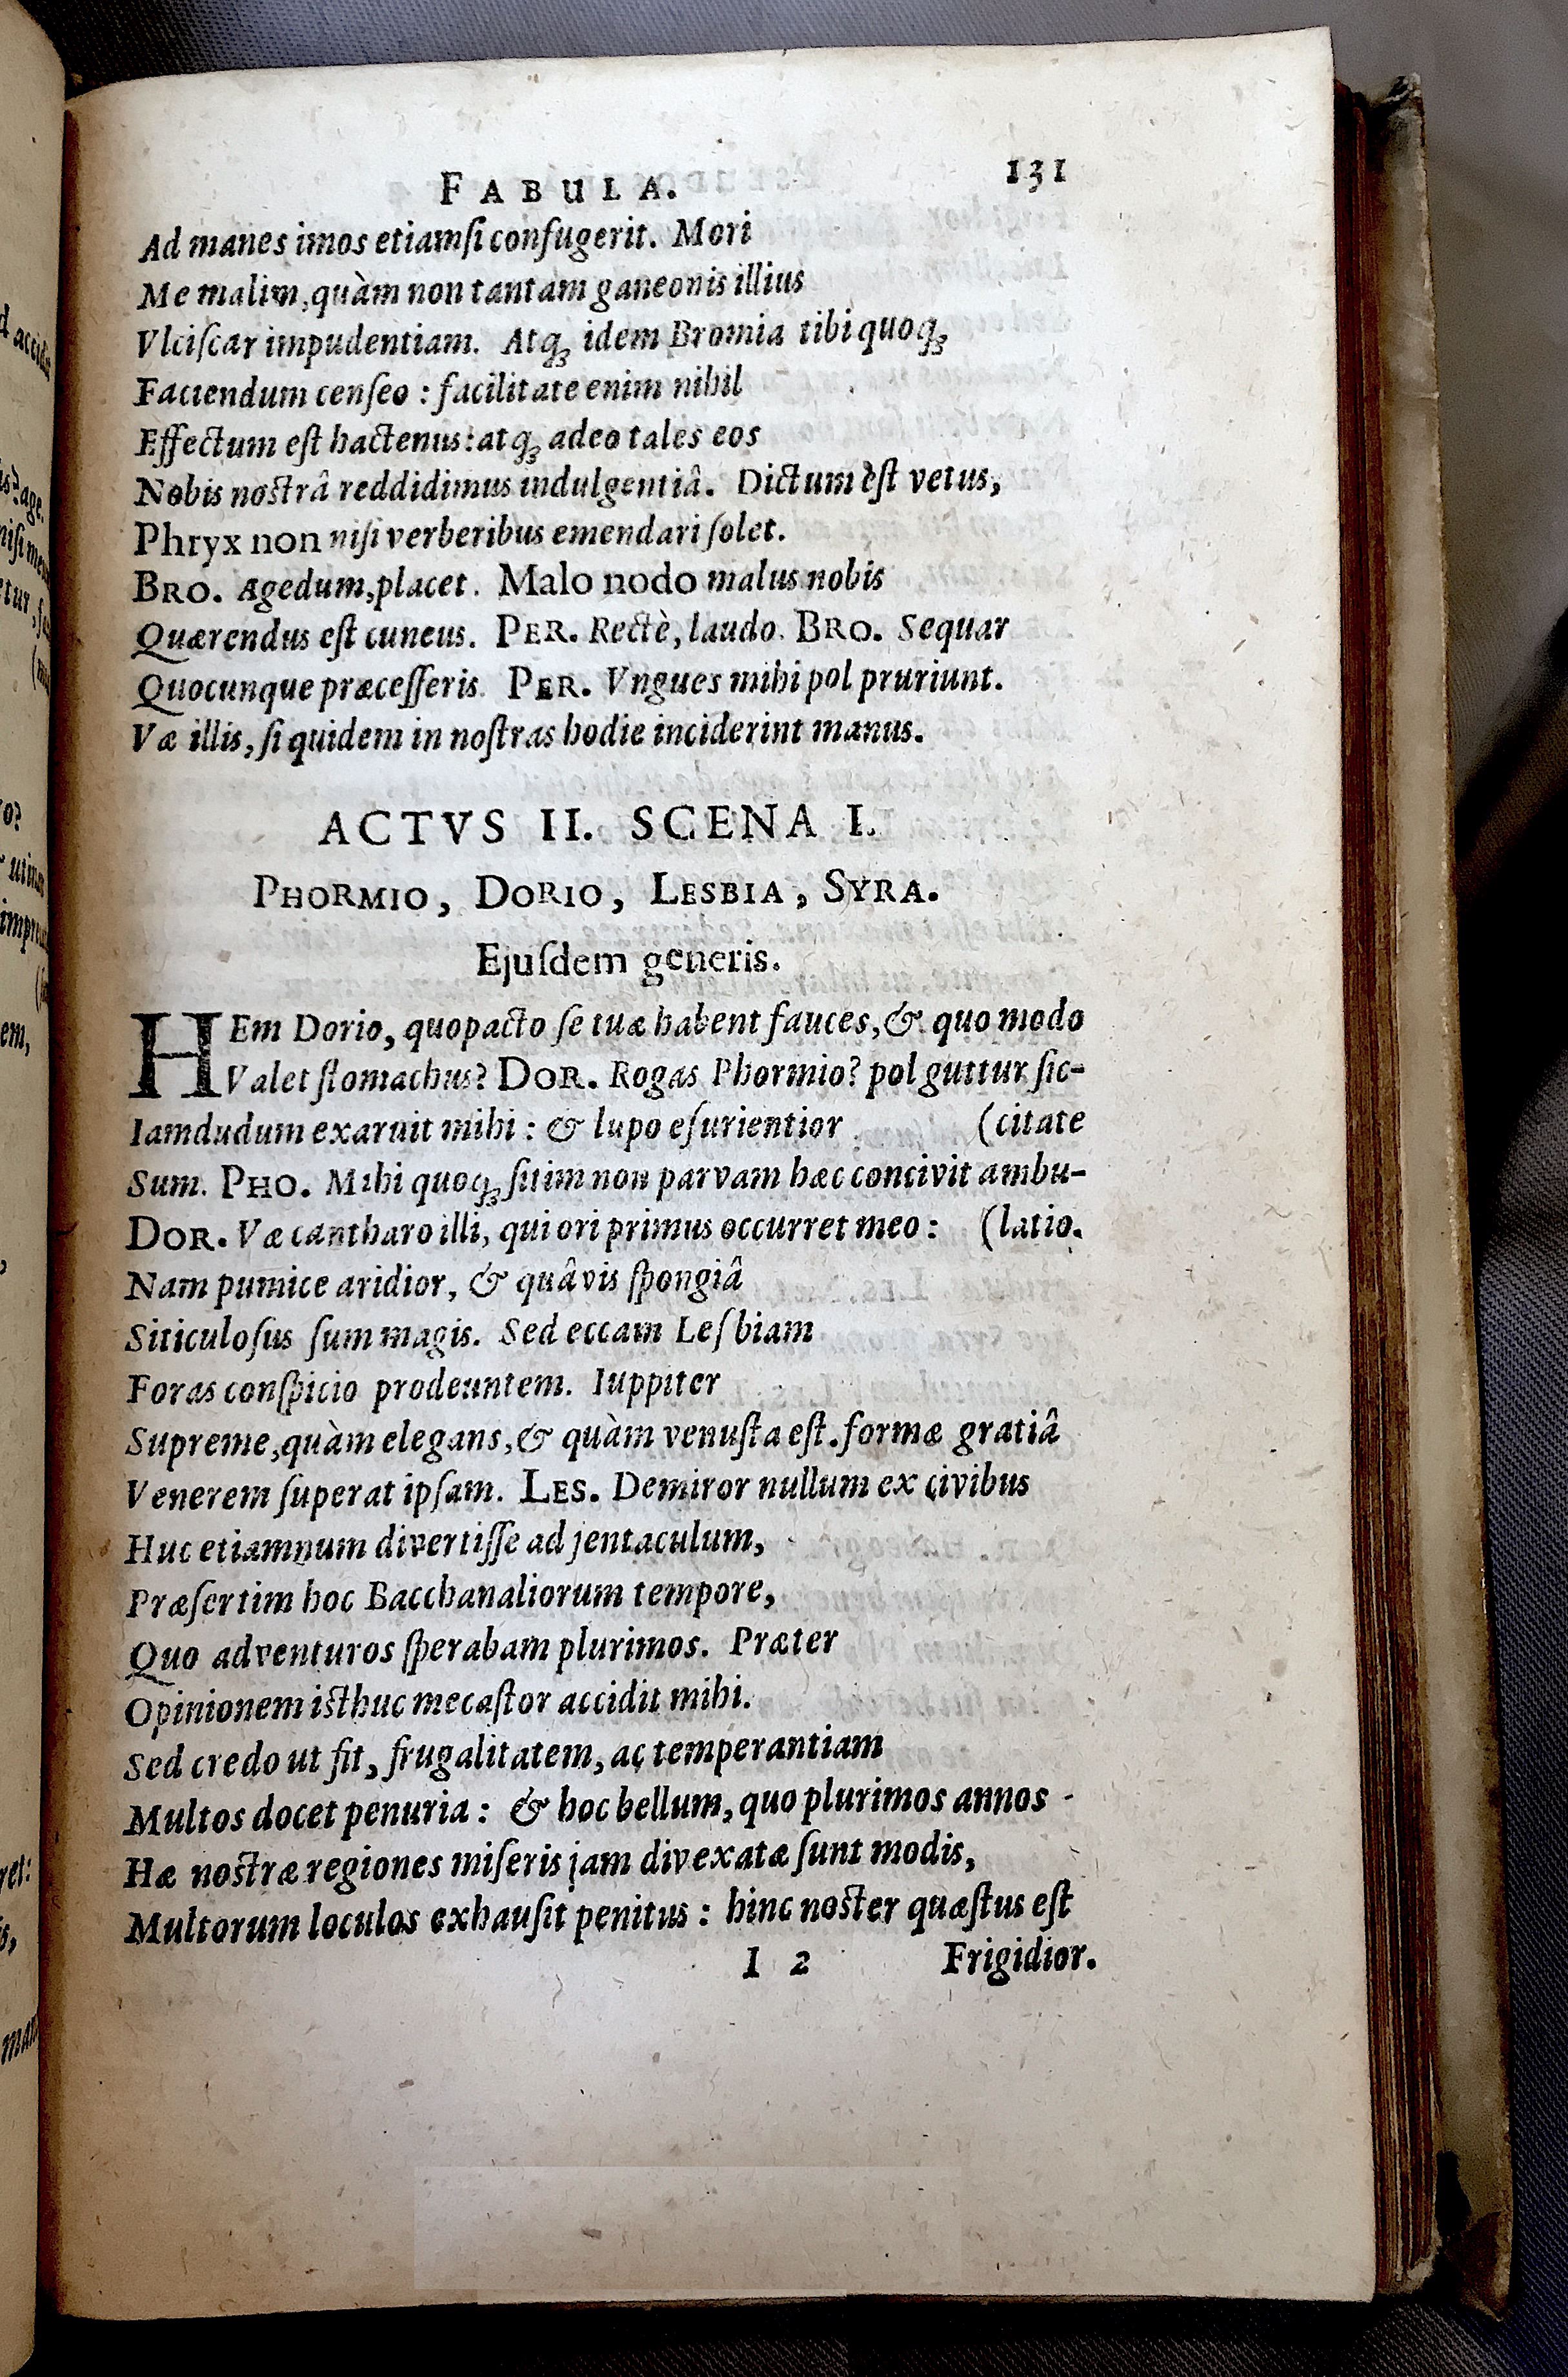 FABULA. 131
Ad manes imos etiamſi confugerit. Mori
Me malim, quàm non tantam ganeonis illius
Vlciſcar impudentiam. Atqꝫ idem Bromia tibi quoqꝫ
Faciendum cenſeo : facilitate enim nihil
Effectum eſt hactenus: atqꝫ adeo tales eos
Nobis noſtrâ reddidimus indulgentiâ. Dictum èſt vetus,
Phryx non niſi verberibus emendari ſolet.
BRO. Agedum, placet. Malo nodo malus nobis
Quærendus eſt cuneus. PER. Rectè, laudo. BRO. Sequar
Quocunque præceſſeris. PER. Vngues mihi pol pruriunt.
Væ illis, ſi quidem in noſtras hodie inciderint manus.
ACTVS II. SCENA I.
PHORMIO, DORIO, LESBIA, SYRA.
Ejuſdem generis.
HEm Dorio, quo pacto ſe tuæ habent fauces, & quo modo
Valet ſtomachus? DOR. Rogas Phormio? pol guttur ſic-
Iamdudum exaruit mihi : & lupo eſurientior (citate
Sum. PHO. Mihi quoqꝫ ſitim non parvam hæc concivit ambu-
DOR. Væ cantharo illi, qui ori primus occurret meo : (latio.
Nam pumice aridior, & quâvis ſpongiâ
Siticuloſus ſum magis. Sed eccam Leſbiam
Foras conſpicio prodeuntem. Iuppiter
Supreme, quàm elegans, & quàm venuſta eſt. formæ gratiâ
Venerem ſuperat ipſam. LES. Demiror nullum ex civibus
Huc etiamnum divertiſſe ad jentaculum,
Præſertim hoc Bacchanaliorum tempore,
Quo adventuros ſperabam plurimos. Præter
Opinionem iſthuc mecaſtor accidit mihi.
Sed credo ut fit, frugalitatem, ac temperantiam
Multos docet penuria : & hoc bellum, quo plurimos annos
Hæ noſtræ regiones miſeris jam divexatæ ſunt modis,
Multorum loculos exhauſit penitus : hinc noſter quæſtus eſt
I 2 Frigidior.